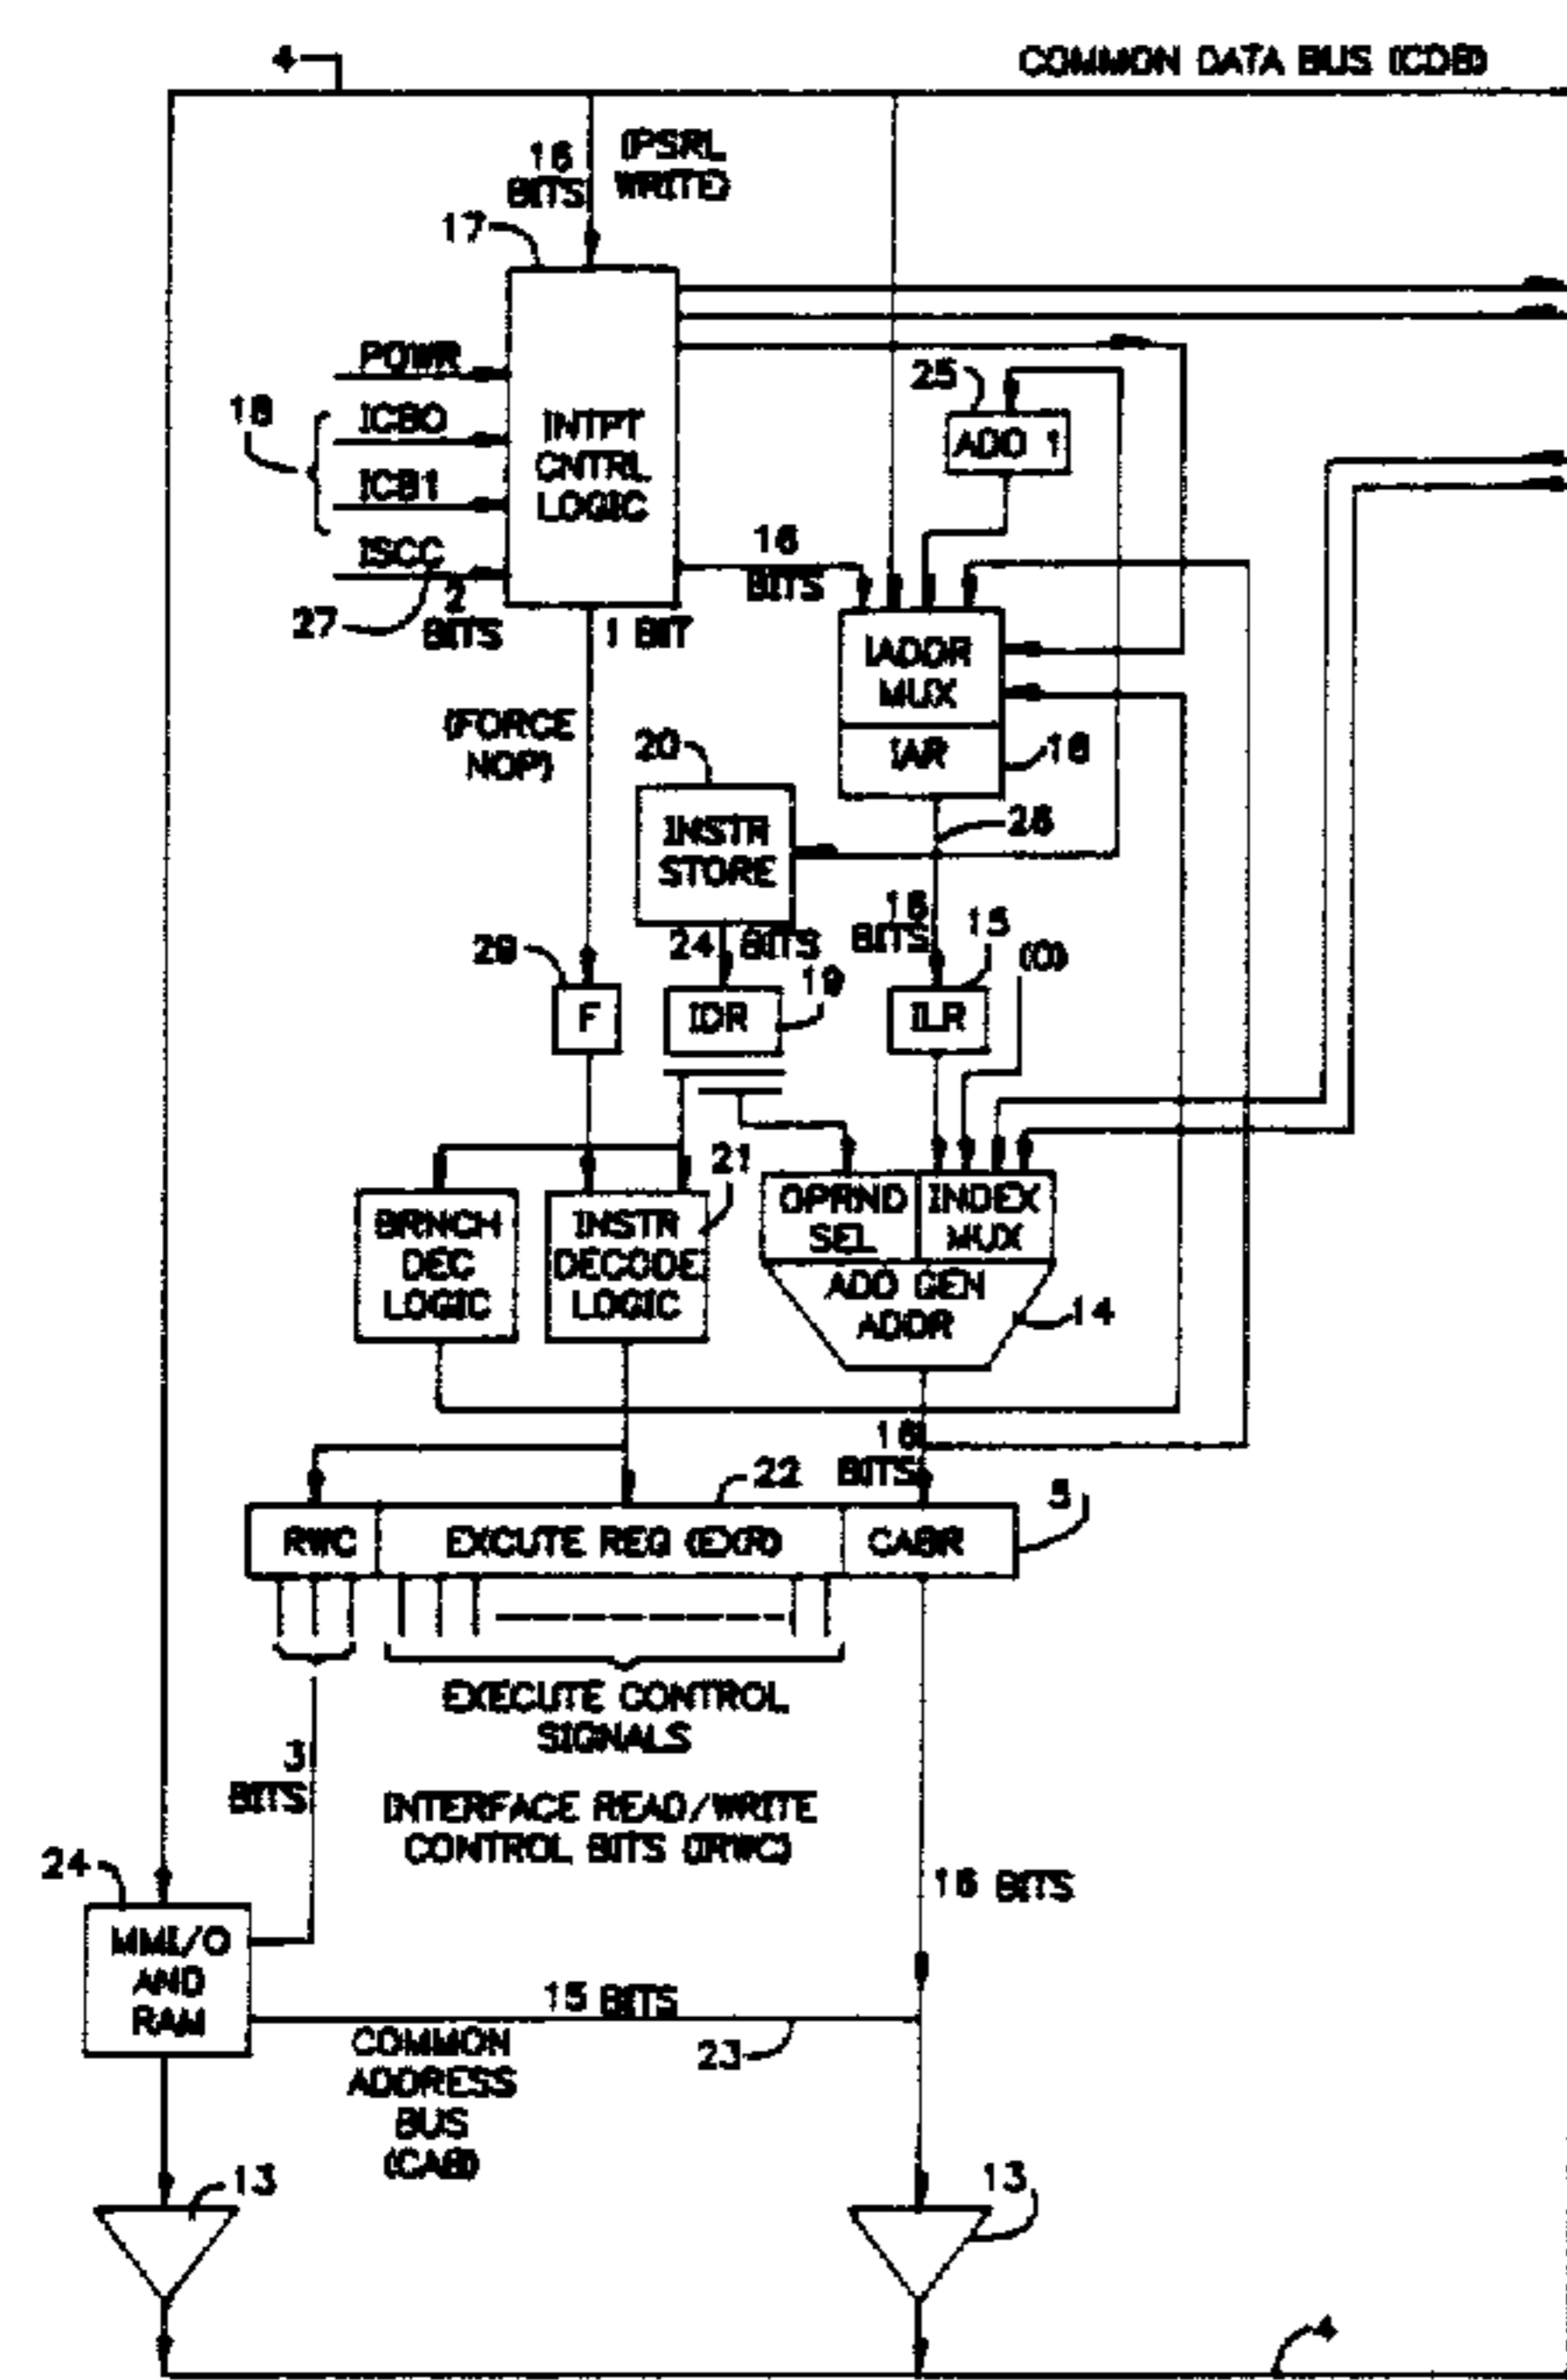 4
COMMON DATA BUS (CDB)
16
BITS
(PSRL
WRITE)
17
POWR
18
ICB0
ICB1
ISCC
27
2
BITS
INTPT
CNTRL
LOGIC
25
ADD 1
16
BITS
1 BIT
IADDR
MUX
IAR
16
(FORCE
NOP)
20
INSTR
STORE
24 BITS
16
BITS
15
(0)
29
F
IDR
19
ILR
BRNCH
DEC
LOGIC
INSTR
DECODE
LOGIC
21
OPRND
SEL
INDEX
MUX
ADD GEN
ADDR
14
16
BITS
22
5
RWC
EXCUTE REG (EXR)
CABR
EXECUTE CONTROL
SIGNALS
3
BITS
INTERFACE READ/WRITE
CONTROL BITS (IRWC)
24
16 BITS
MMI/O
AND
RAM
15 BITS
23
COMMON
ADDRESS
BUS
(CAB)
13
13
4